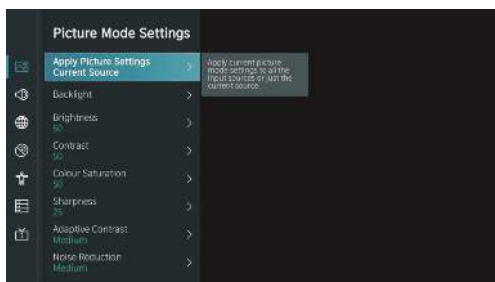 Picture Mode Settings
Apply Picture Settings
Current Source
Apply current picture
mode settings to all the
input sources or just the
current source.
Backlight
Brightness
50
Contrast
50
Colour Saturation
50
Sharpness
25
Adaptive Contrast
Medium
Noise Reduction
Medium